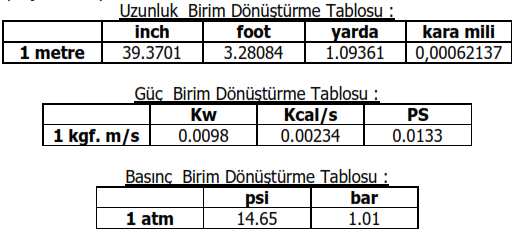 Uzunluk Birim Dönüştürme Tablosu :
inch foot yarda kara mili
1 metre 39.3701 3.28084 1.09361 0,00062137
Güç Birim Dönüştürme Tablosu :
Kw Kcal/s PS
1 kgf. m/s 0.0098 0.00234 0.0133
Basınç Birim Dönüştürme Tablosu :
psi bar
1 atm 14.65 1.01